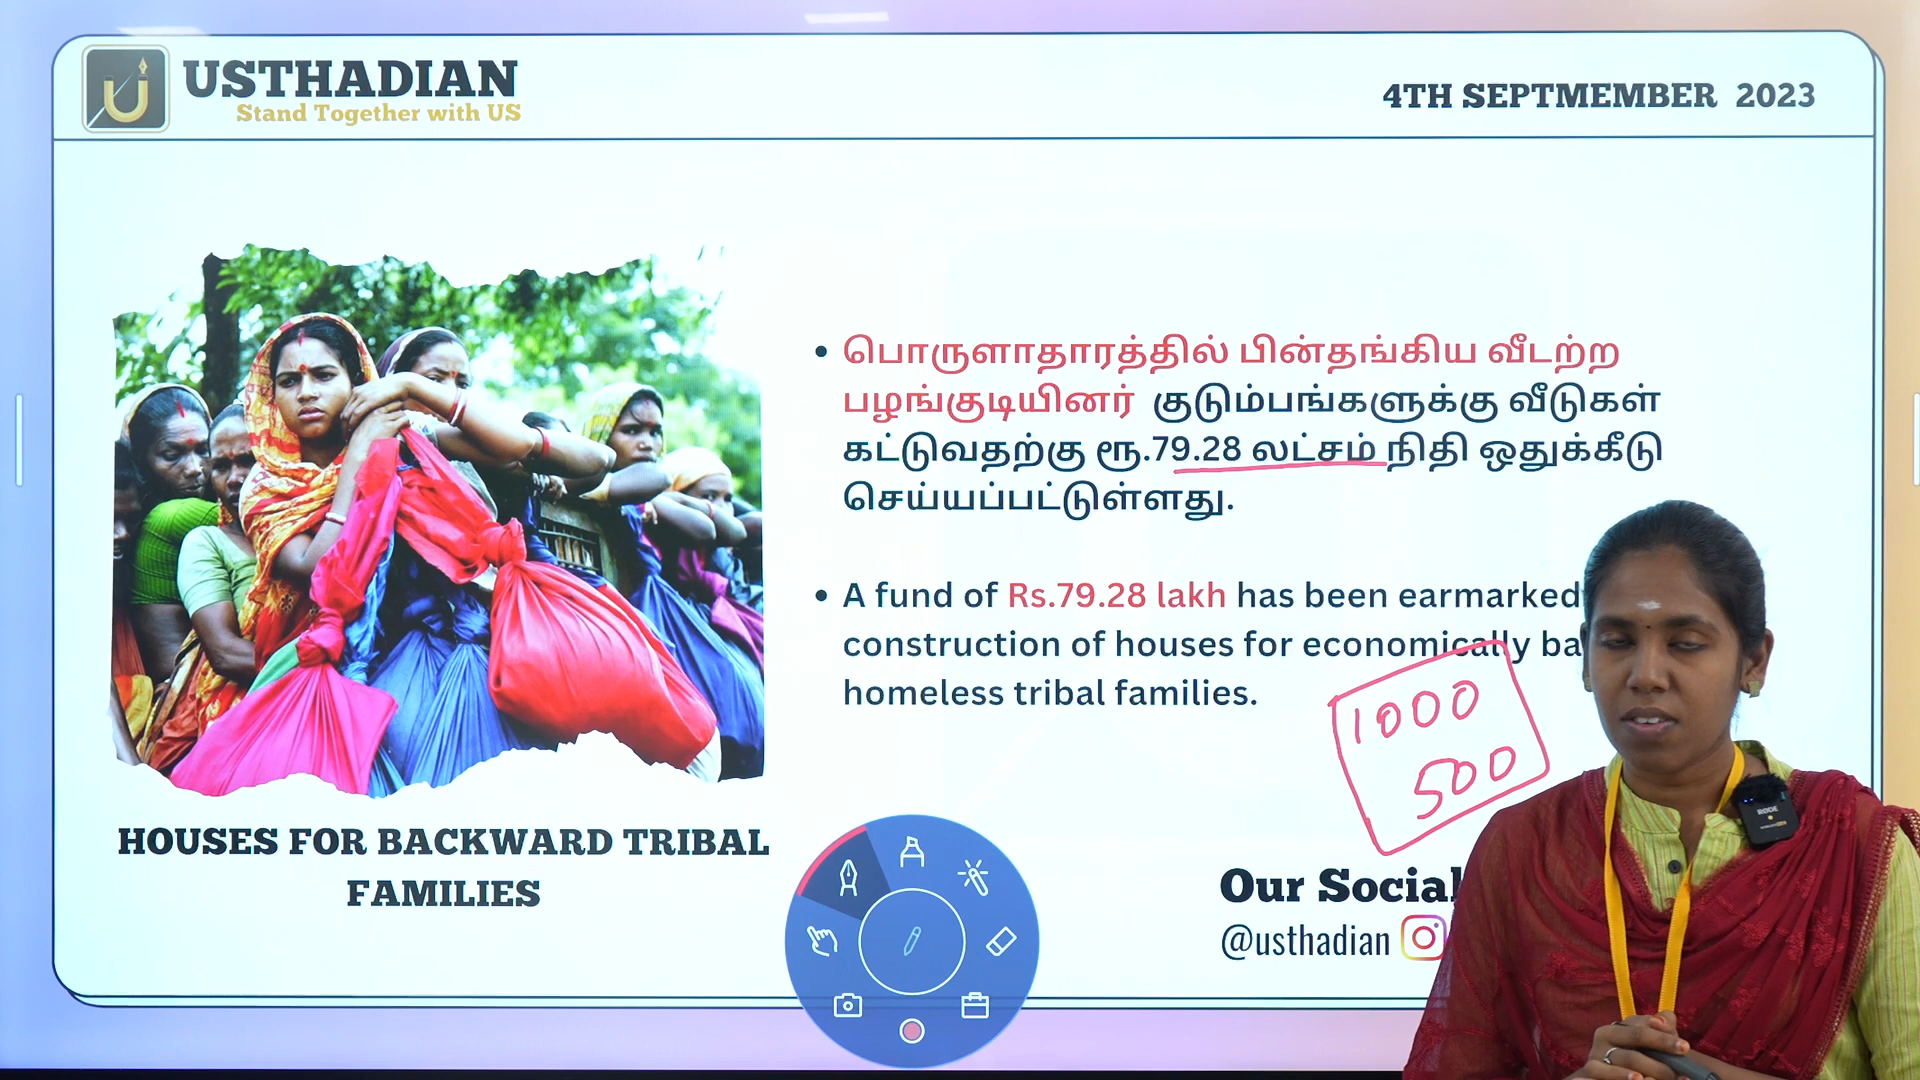 USTHADIAN
Stand Together with US
4TH SEPTMEMBER 2023
• பொருளாதாரத்தில் பின்தங்கிய வீடற்ற
பழங்குடியினர் குடும்பங்களுக்கு வீடுகள்
கட்டுவதற்கு ரூ.79.28 லட்சம் நிதி ஒதுக்கீடு
செய்யப்பட்டுள்ளது.
• A fund of Rs.79.28 lakh has been earmarked
construction of houses for economically ba
homeless tribal families.
1000
500
HOUSES FOR BACKWARD TRIBAL
FAMILIES
Our Social
@usthadian
RODE